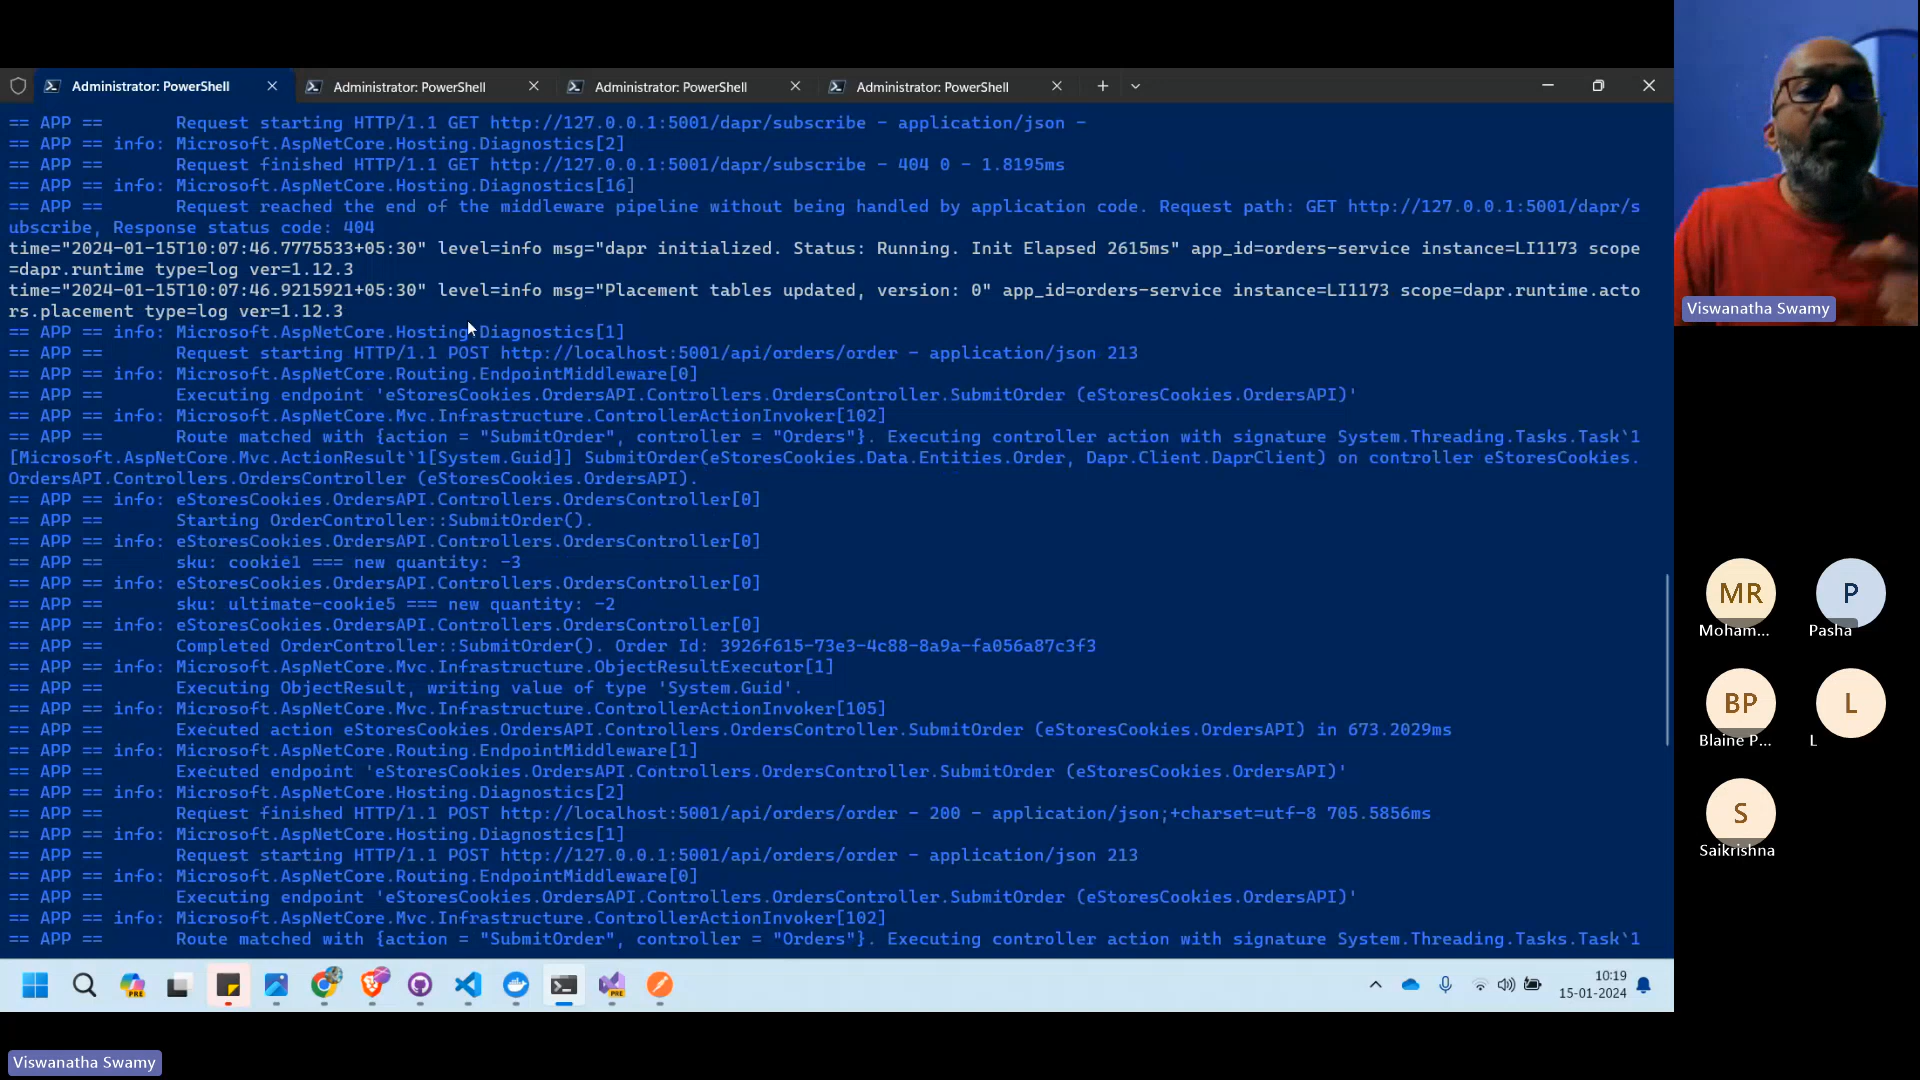 Administrator: PowerShell
Administrator: PowerShell
Administrator: PowerShell
Administrator: PowerShell
== APP ==       Request starting HTTP/1.1 GET http://127.0.0.1:5001/dapr/subscribe - application/json -
== APP == info: Microsoft.AspNetCore.Hosting.Diagnostics[2]
== APP ==       Request finished HTTP/1.1 GET http://127.0.0.1:5001/dapr/subscribe - 404 0 - 1.8195ms
== APP == info: Microsoft.AspNetCore.Hosting.Diagnostics[16]
== APP ==       Request reached the end of the middleware pipeline without being handled by application code. Request path: GET http://127.0.0.1:5001/dapr/s
ubscribe, Response status code: 404
time="2024-01-15T10:07:46.7775533+05:30" level=info msg="dapr initialized. Status: Running. Init Elapsed 2615ms" app_id=orders-service instance=LI1173 scope
=dapr.runtime type=log ver=1.12.3
time="2024-01-15T10:07:46.9215921+05:30" level=info msg="Placement tables updated, version: 0" app_id=orders-service instance=LI1173 scope=dapr.runtime.acto
rs.placement type=log ver=1.12.3
== APP == info: Microsoft.AspNetCore.Hosting.Diagnostics[1]
== APP ==       Request starting HTTP/1.1 POST http://localhost:5001/api/orders/order - application/json 213
== APP == info: Microsoft.AspNetCore.Routing.EndpointMiddleware[0]
== APP ==       Executing endpoint 'eStoresCookies.OrdersAPI.Controllers.OrdersController.SubmitOrder (eStoresCookies.OrdersAPI)'
== APP == info: Microsoft.AspNetCore.Mvc.Infrastructure.ControllerActionInvoker[102]
== APP ==       Route matched with {action = "SubmitOrder", controller = "Orders"}. Executing controller action with signature System.Threading.Tasks.Task`1
[Microsoft.AspNetCore.Mvc.ActionResult`1[System.Guid]] SubmitOrder(eStoresCookies.Data.Entities.Order, Dapr.Client.DaprClient) on controller eStoresCookies.
OrdersAPI.Controllers.OrdersController (eStoresCookies.OrdersAPI).
== APP == info: eStoresCookies.OrdersAPI.Controllers.OrdersController[0]
== APP ==       Starting OrderController::SubmitOrder().
== APP == info: eStoresCookies.OrdersAPI.Controllers.OrdersController[0]
== APP ==       sku: cookie1 === new quantity: -3
== APP == info: eStoresCookies.OrdersAPI.Controllers.OrdersController[0]
== APP ==       sku: ultimate-cookie5 === new quantity: -2
== APP == info: eStoresCookies.OrdersAPI.Controllers.OrdersController[0]
== APP ==       Completed OrderController::SubmitOrder(). Order Id: 3926f615-73e3-4c88-8a9a-fa056a87c3f3
== APP == info: Microsoft.AspNetCore.Mvc.Infrastructure.ObjectResultExecutor[1]
== APP ==       Executing ObjectResult, writing value of type 'System.Guid'.
== APP == info: Microsoft.AspNetCore.Mvc.Infrastructure.ControllerActionInvoker[105]
== APP ==       Executed action eStoresCookies.OrdersAPI.Controllers.OrdersController.SubmitOrder (eStoresCookies.OrdersAPI) in 673.2029ms
== APP == info: Microsoft.AspNetCore.Routing.EndpointMiddleware[1]
== APP ==       Executed endpoint 'eStoresCookies.OrdersAPI.Controllers.OrdersController.SubmitOrder (eStoresCookies.OrdersAPI)'
== APP == info: Microsoft.AspNetCore.Hosting.Diagnostics[2]
== APP ==       Request finished HTTP/1.1 POST http://localhost:5001/api/orders/order - 200 - application/json;+charset=utf-8 705.5856ms
== APP == info: Microsoft.AspNetCore.Hosting.Diagnostics[1]
== APP ==       Request starting HTTP/1.1 POST http://127.0.0.1:5001/api/orders/order - application/json 213
== APP == info: Microsoft.AspNetCore.Routing.EndpointMiddleware[0]
== APP ==       Executing endpoint 'eStoresCookies.OrdersAPI.Controllers.OrdersController.SubmitOrder (eStoresCookies.OrdersAPI)'
== APP == info: Microsoft.AspNetCore.Mvc.Infrastructure.ControllerActionInvoker[102]
== APP ==       Route matched with {action = "SubmitOrder", controller = "Orders"}. Executing controller action with signature System.Threading.Tasks.Task`1
PRE
PRE
10:19
15-01-2024
Viswanatha Swamy
MR
Moham...
P
Pasha
BP
Blaine P...
L
L
S
Saikrishna
Viswanatha Swamy